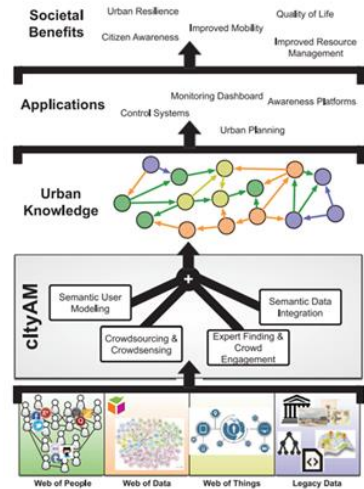 Societal
Benefits
Urban Resilience
Quality of Life
Improved Mobility
Citizen Awareness
Improved Resource
Management
Applications
Monitoring Dashboard
Awareness Platforms
Control Systems
Urban Planning
Urban
Knowledge
cItyAM
+
Semantic User
Modeling
Semantic Data
Integration
Crowdsourcing &
Crowdsensing
Expert Finding &
Crowd
Engagement
Web of People
Web of Data
Web of Things
Legacy Data